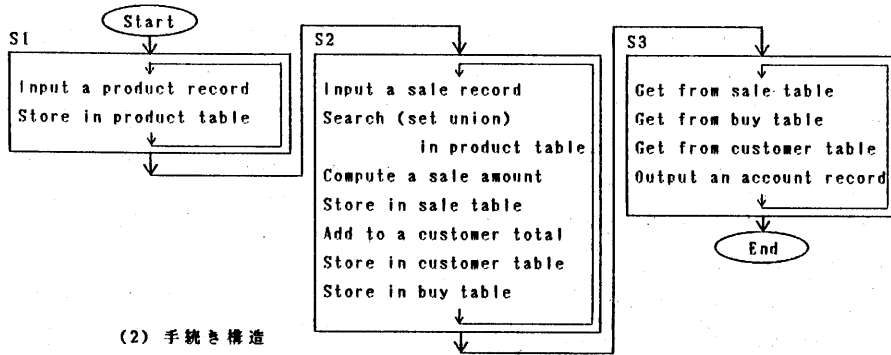 Start
S1
Input a product record
Store in product table
S2
Input a sale record
Search (set union)
in product table
Compute a sale amount
Store in sale table
Add to a customer total
Store in customer table
Store in buy table
S3
Get from sale table
Get from buy table
Get from customer table
Output an account record
End
(2) 手続き構造